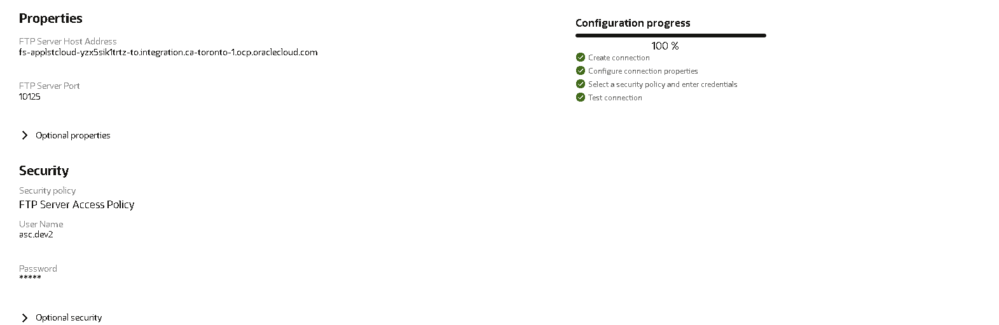 Properties
FTP Server Host Address
fs-applstcloud-yzx5sik1trtz-to.integration.ca-toronto-1.ocp.oraclecloud.com
FTP Server Port
10125
Optional properties
Security
Security policy
FTP Server Access Policy
User Name
asc.dev2
Password
*****
Optional security
Configuration progress
100 %
Create connection
Configure connection properties
Select a security policy and enter credentials
Test connection